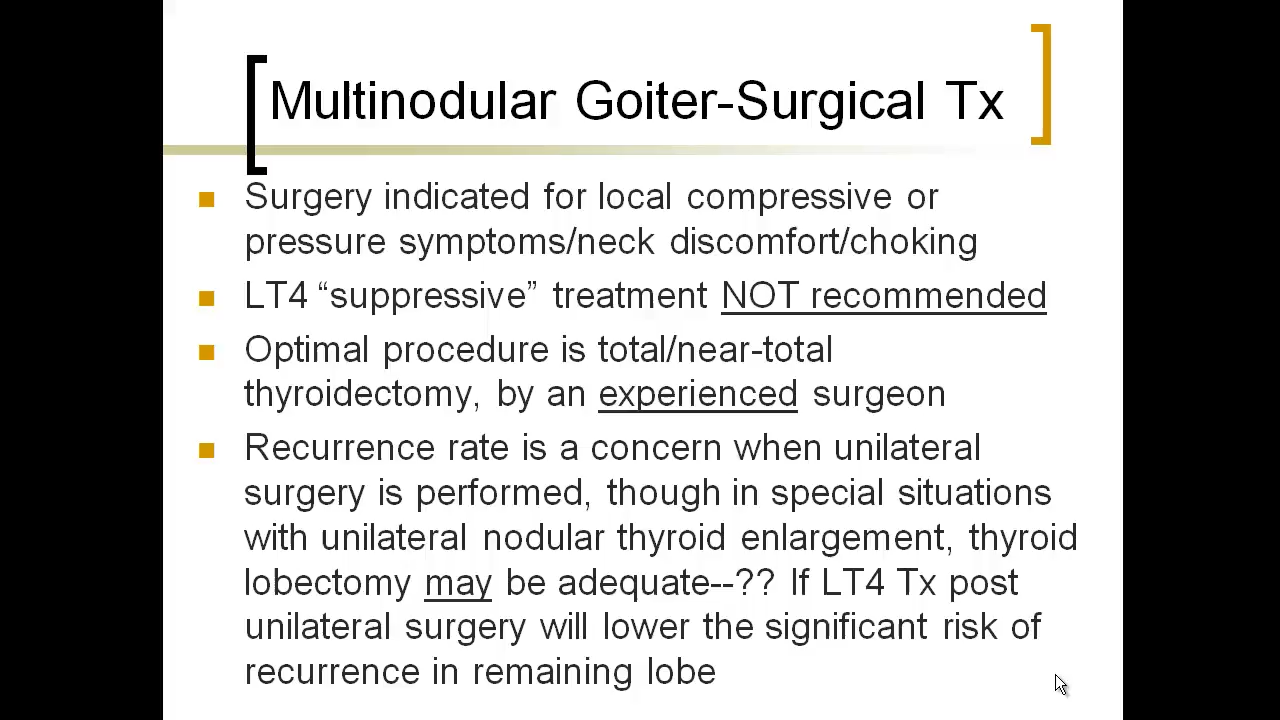 Multinodular Goiter-Surgical Tx
Surgery indicated for local compressive or
pressure symptoms/neck discomfort/choking
LT4 “suppressive” treatment NOT recommended
Optimal procedure is total/near-total
thyroidectomy, by an experienced surgeon
Recurrence rate is a concern when unilateral
surgery is performed, though in special situations
with unilateral nodular thyroid enlargement, thyroid
lobectomy may be adequate--?? If LT4 Tx post
unilateral surgery will lower the significant risk of
recurrence in remaining lobe